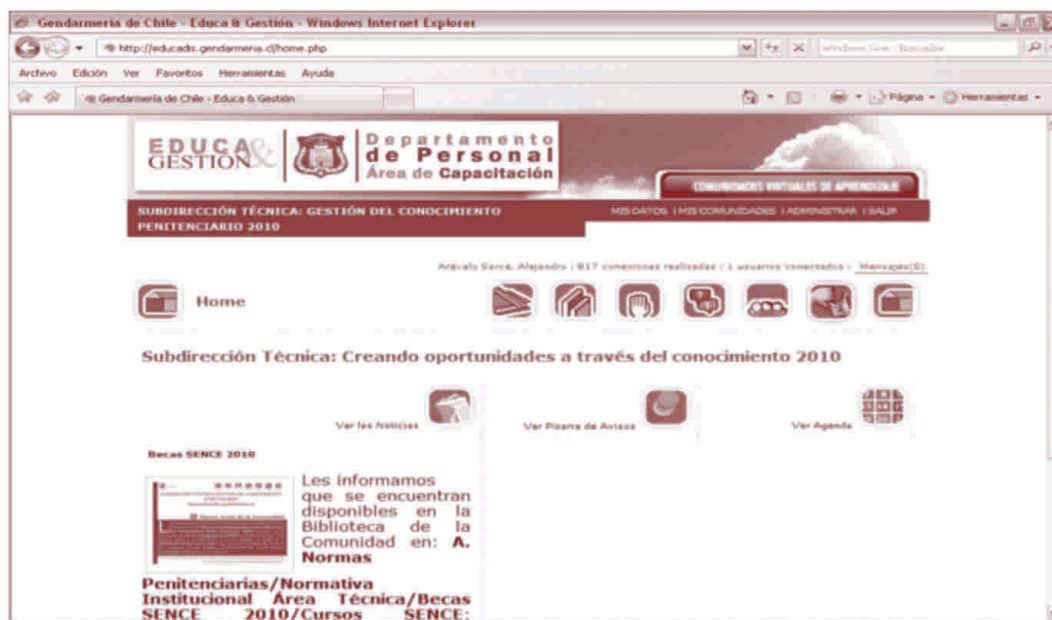 Gendarmería de Chile - Educa & Gestión - Windows Internet Explorer
http://educadis.gendarmeria.cl/home.php
Archivo Edición Ver Favoritos Herramientas Ayuda
Gendarmería de Chile - Educa & Gestión
Página Herramientas
EDUCA & GESTION
Departamento
de Personal
Área de Capacitación
COMUNIDADES VIRTUALES DE APRENDIZAJE
SUBDIRECCIÓN TÉCNICA: GESTIÓN DEL CONOCIMIENTO
PENITENCIARIO 2010
MIS DATOS | MIS COMUNIDADES | ADMINISTRAR | SALIR
Alejandro | 817 conexiones realizadas | 1 usuarios conectados | Mensajes(0)
Home
Subdirección Técnica: Creando oportunidades a través del conocimiento 2010
Ver las Noticias
Ver Pizarra de Avisos
Ver Agenda
Becas SENCE 2010
Les informamos
que se encuentran
disponibles en la
Biblioteca de la
Comunidad en: A.
Normas
Penitenciarias/Normativa
Institucional Área Técnica/Becas
SENCE 2010/Cursos SENCE: